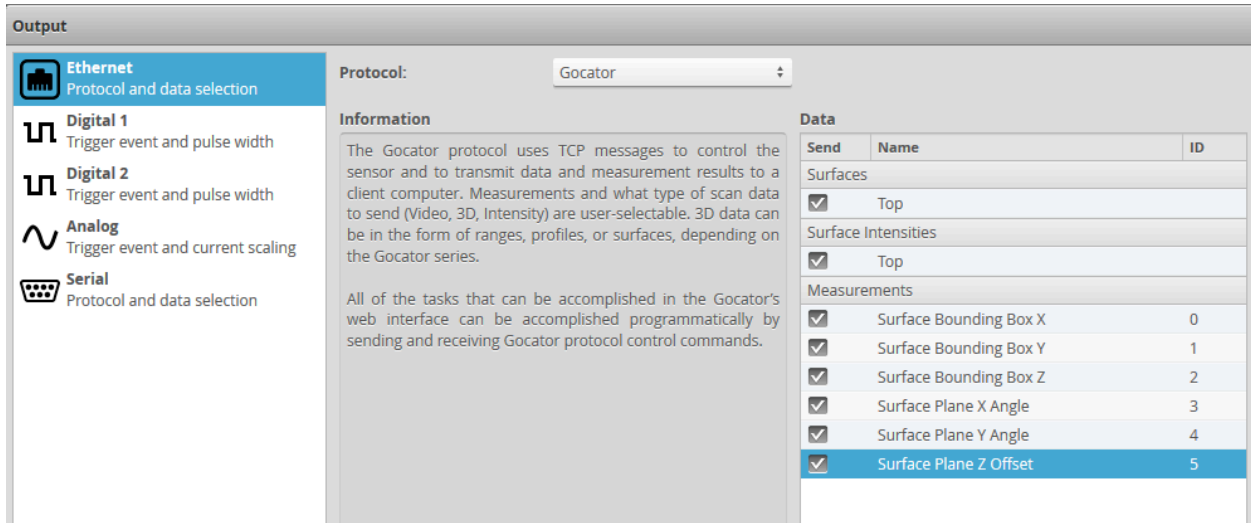 Output
Ethernet
Protocol and data selection
Digital 1
Trigger event and pulse width
Digital 2
Trigger event and pulse width
Analog
Trigger event and current scaling
Serial
Protocol and data selection
Protocol: Gocator
Information
The Gocator protocol uses TCP messages to control the
sensor and to transmit data and measurement results to a
client computer. Measurements and what type of scan data
to send (Video, 3D, Intensity) are user-selectable. 3D data can
be in the form of ranges, profiles, or surfaces, depending on
the Gocator series.
All of the tasks that can be accomplished in the Gocator's
web interface can be accomplished programmatically by
sending and receiving Gocator protocol control commands.
Data
Send Name ID
Surfaces
Top
Surface Intensities
Top
Measurements
Surface Bounding Box X 0
Surface Bounding Box Y 1
Surface Bounding Box Z 2
Surface Plane X Angle 3
Surface Plane Y Angle 4
Surface Plane Z Offset 5